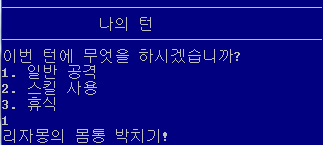 나의 턴
이번 턴에 무엇을 하시겠습니까?
1. 일반 공격
2. 스킬 사용
3. 휴식
1
리자몽의 몸통 박치기!